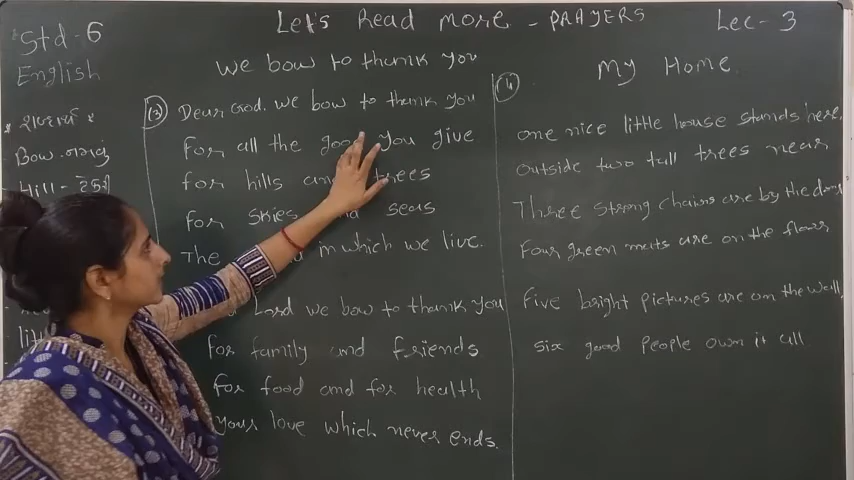 Let's Read more - PRAYERS
Lec - 3
Std - 6
English
* શબ્દાર્થ *
Bow - નમવું
Hill - ટેકરી
We bow to thank you
(3) Dear God. we bow to thank you
For all the good you give
for hills and trees
for skies and seas
The in which we live.
Lord we bow to thank you
for family and friends
for food and for health
your love which never ends.
(4)
My Home
one nice little house stands here.
outside two tall trees near
Three strong chairs are by the door
Four green mats are on the floor
Five bright pictures are on the wall.
six good people own it all